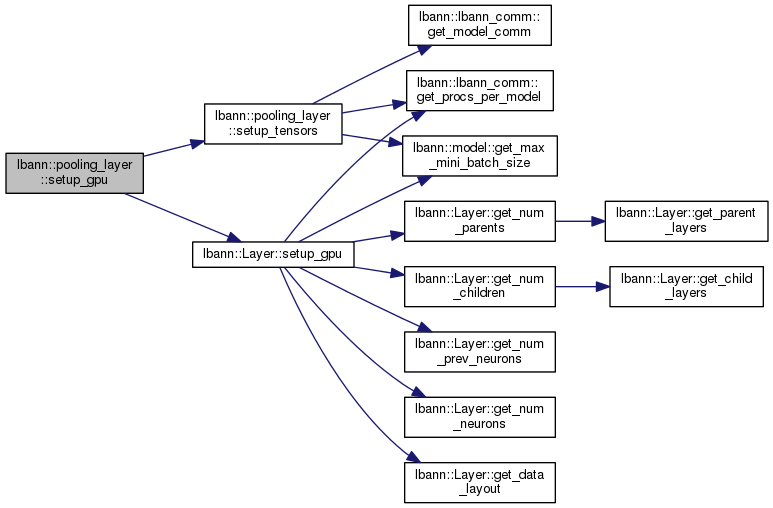 lbann::pooling_layer
::setup_gpu
lbann::pooling_layer
::setup_tensors
lbann::Layer::setup_gpu
lbann::lbann_comm::
get_model_comm
lbann::lbann_comm::
get_procs_per_model
lbann::model::get_max
_mini_batch_size
lbann::Layer::get_num
_parents
lbann::Layer::get_num
_children
lbann::Layer::get_num
_prev_neurons
lbann::Layer::get_num
_neurons
lbann::Layer::get_data
_layout
lbann::Layer::get_parent
_layers
lbann::Layer::get_child
_layers